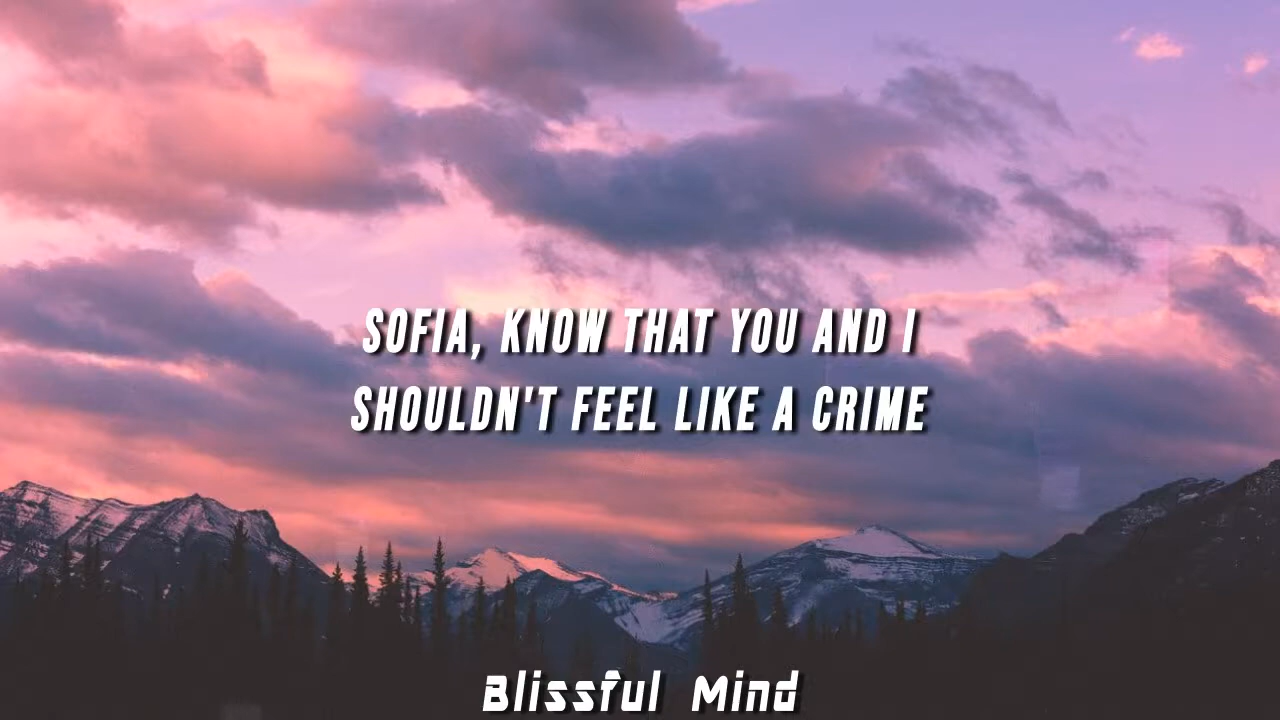 SOFIA, KNOW THAT YOU AND I
SHOULDN'T FEEL LIKE A CRIME
Blissful Mind